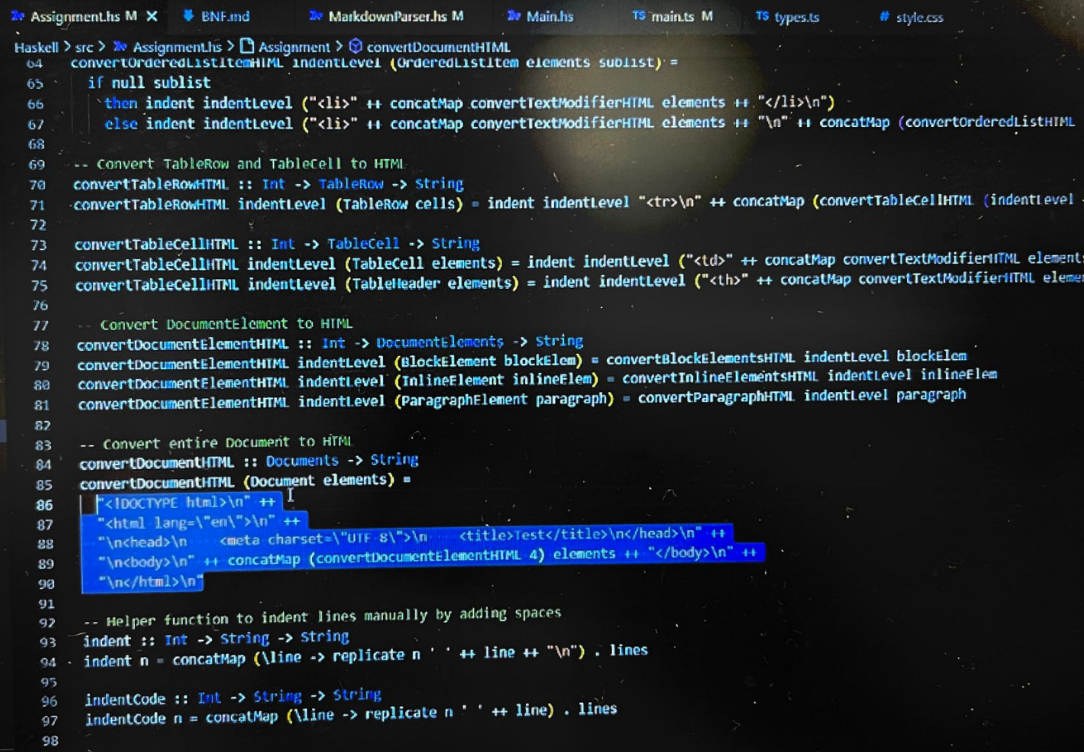 Assignment.hs M X BNF.md MarkdownParser.hs M Main.hs TS main.ts M TS types.ts # style.css
Haskell > src > Assignment.hs > Assignment > convertDocumentHTML
64 convertOrderedListItemHTML indentLevel (OrderedListItem elements sublist) =
65 if null sublist
66 then indent indentLevel ("<li>" ++ concatMap convertTextModifierHTML elements ++ "</li>\n")
67 else indent indentLevel ("<li>" ++ concatMap convertTextModifierHTML elements ++ "\n" ++ concatMap (convertOrderedListHTML
68
69 -- Convert TableRow and TableCell to HTML
70 convertTableRowHTML :: Int -> TableRow -> String
71 convertTableRowHTML indentLevel (TableRow cells) = indent indentLevel "<tr>\n" ++ concatMap (convertTableCellHTML (indentLevel
72
73 convertTableCellHTML :: Int -> TableCell -> String
74 convertTableCellHTML indentLevel (TableCell elements) = indent indentLevel ("<td>" ++ concatMap convertTextModifierHTML elements
75 convertTableCellHTML indentLevel (TableHeader elements) = indent indentLevel ("<th>" ++ concatMap convertTextModifierHTML eleme
76
77 -- Convert DocumentElement to HTML
78 convertDocumentElementHTML :: Int -> DocumentElements -> String
79 convertDocumentElementHTML indentLevel (BlockElement blockElem) = convertBlockElementsHTML indentLevel blockElem
80 convertDocumentElementHTML indentLevel (InlineElement inlineElem) = convertInlineElementsHTML indentLevel inlineElem
81 convertDocumentElementHTML indentLevel (ParagraphElement paragraph) = convertParagraphHTML indentLevel paragraph
82
83 -- Convert entire Document to HTML
84 convertDocumentHTML :: Documents -> String
85 convertDocumentHTML (Document elements) =
86 "<!DOCTYPE html>\n" ++
87 "<html lang=\"en\">\n" ++
88 "\n<head>\n    <meta charset=\"UTF-8\">\n    <title>Test</title>\n</head>\n" ++
89 "\n<body>\n" ++ concatMap (convertDocumentElementHTML 4) elements ++ "</body>\n" ++
90 "\n</html>\n"
91
92 -- Helper function to indent lines manually by adding spaces
93 indent :: Int -> String -> String
94 indent n = concatMap (\line -> replicate n ' ' ++ line ++ "\n") . lines
95
96 indentCode :: Int -> String -> String
97 indentCode n = concatMap (\line -> replicate n ' ' ++ line) . lines
98